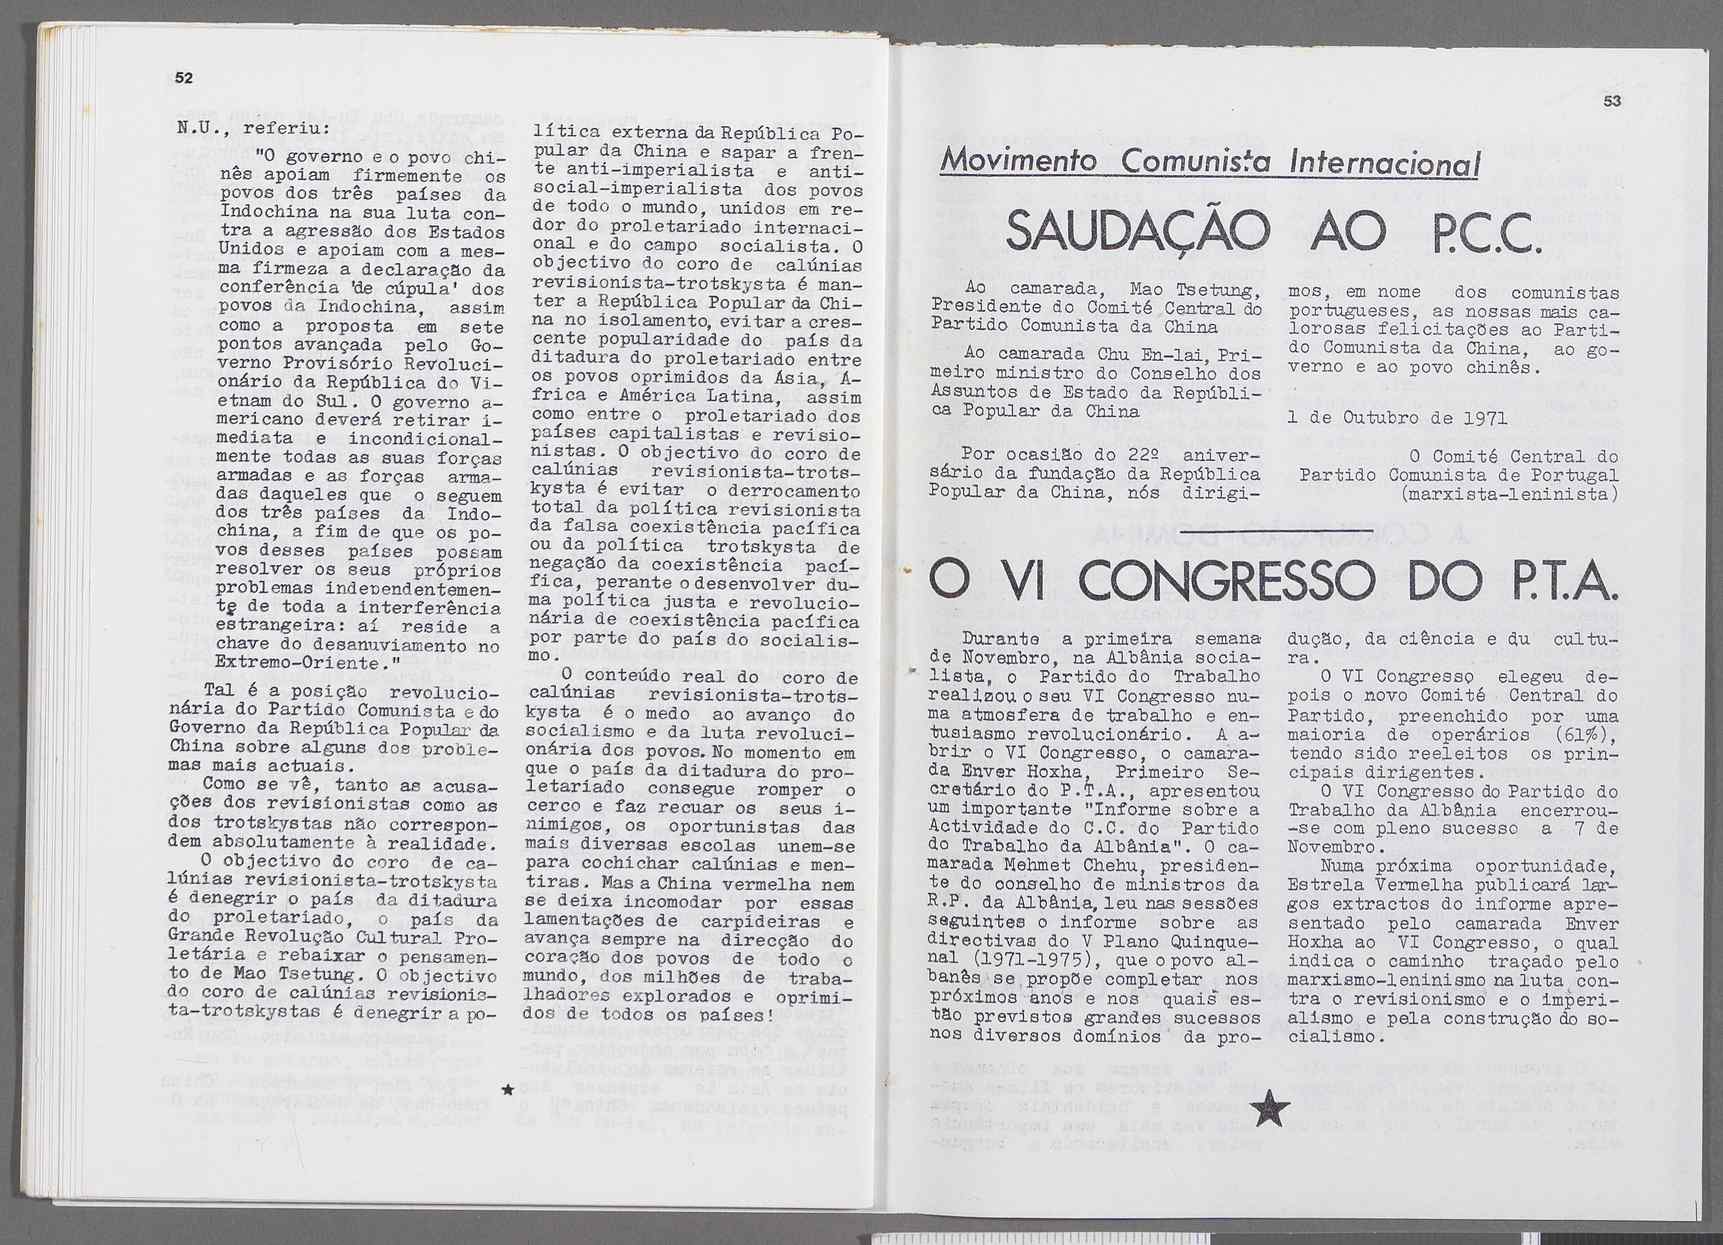 52
N.U., referiu:
"O governo e o povo chi-
nês apoiam firmemente os
povos dos três países da
Indochina na sua luta con-
tra a agressão dos Estados
Unidos e apoiam com a mes-
ma firmeza a declaração da
conferência 'de cúpula' dos
povos da Indochina, assim
como a proposta em sete
pontos avançada pelo Go-
verno Provisório Revoluci-
onário da República do Vi-
etnam do Sul. O governo a-
mericano deverá retirar i-
mediata e incondicional-
mente todas as suas forças
armadas e as forças arma-
das daqueles que o seguem
dos três países da Indo-
china, a fim de que os po-
vos desses países possam
resolver os seus próprios
problemas independentemen-
te de toda a interferência
estrangeira: aí reside a
chave do desanuviamento no
Extremo-Oriente."
Tal é a posição revolucio-
nária do Partido Comunista e do
Governo da República Popular da
China sobre alguns dos proble-
mas mais actuais.
Como se vê, tanto as acusa-
ções dos revisionistas como as
dos trotskystas não correspon-
dem absolutamente à realidade.
O objectivo do coro de ca-
lúnias revisionista-trotskysta
é denegrir o país da ditadura
do proletariado, o país da
Grande Revolução Cultural Pro-
letária e rebaixar o pensamen-
to de Mao Tsetung. O objectivo
do coro de calúnias revisionis-
ta-trotskystas é denegrir a po-
lítica externa da República Po-
pular da China e sapar a fren-
te anti-imperialista e anti-
social-imperialista dos povos
de todo o mundo, unidos em re-
dor do proletariado internaci-
onal e do campo socialista. O
objectivo do coro de calúnias
revisionista-trotskysta é man-
ter a República Popular da Chi-
na no isolamento, evitar a cres-
cente popularidade do país da
ditadura do proletariado entre
os povos oprimidos da Ásia, Á-
frica e América Latina, assim
como entre o proletariado dos
países capitalistas e revisio-
nistas. O objectivo do coro de
calúnias revisionista-trots-
kysta é evitar o derrocamento
total da política revisionista
da falsa coexistência pacífica
ou da política trotskysta de
negação da coexistência pací-
fica, perante o desenvolver du-
ma política justa e revolucio-
nária de coexistência pacífica
por parte do país do socialis-
mo.
O conteúdo real do coro de
calúnias revisionista-trots-
kysta é o medo ao avanço do
socialismo e da luta revoluci-
onária dos povos. No momento em
que o país da ditadura do pro-
letariado consegue romper o
cerco e faz recuar os seus i-
nimigos, os oportunistas das
mais diversas escolas unem-se
para cochichar calúnias e men-
tiras. Mas a China vermelha nem
se deixa incomodar por essas
lamentações de carpideiras e
avança sempre na direcção do
coração dos povos de todo o
mundo, dos milhões de traba-
lhadores explorados e oprimi-
dos de todos os países!
53
Movimento Comunista Internacional
SAUDAÇÃO AO P.C.C.
Ao camarada, Mao Tsetung,
Presidente do Comité Central do
Partido Comunista da China
Ao camarada Chu En-lai, Pri-
meiro ministro do Conselho dos
Assuntos de Estado da Repúbli-
ca Popular da China
Por ocasião do 22º aniver-
sário da fundação da República
Popular da China, nós dirigi-
mos, em nome dos comunistas
portugueses, as nossas mais ca-
lorosas felicitações ao Parti-
do Comunista da China, ao go-
verno e ao povo chinês.
1 de Outubro de 1971
O Comité Central do
Partido Comunista de Portugal
(marxista-leninista)
O VI CONGRESSO DO P.T.A.
Durante a primeira semana
de Novembro, na Albânia socia-
lista, o Partido do Trabalho
realizou o seu VI Congresso nu-
ma atmosfera de trabalho e en-
tusiasmo revolucionário. A a-
brir o VI Congresso, o camara-
da Enver Hoxha, Primeiro Se-
cretário do P.T.A., apresentou
um importante "Informe sobre a
Actividade do C.C. do Partido
do Trabalho da Albânia". O ca-
marada Mehmet Chehu, presiden-
te do conselho de ministros da
R.P. da Albânia, leu nas sessões
seguintes o informe sobre as
directivas do V Plano Quinque-
nal (1971-1975), que o povo al-
banês se propõe completar nos
próximos anos e nos quais es-
tão previstos grandes sucessos
nos diversos domínios da pro-
dução, da ciência e du cultu-
ra.
O VI Congresso elegeu de-
pois o novo Comité Central do
Partido, preenchido por uma
maioria de operários (61%),
tendo sido reeleitos os prin-
cipais dirigentes.
O VI Congresso do Partido do
Trabalho da Albânia encerrou-
-se com pleno sucesso a 7 de
Novembro.
Numa próxima oportunidade,
Estrela Vermelha publicará lar-
gos extractos do informe apre-
sentado pelo camarada Enver
Hoxha ao VI Congresso, o qual
indica o caminho traçado pelo
marxismo-leninismo na luta con-
tra o revisionismo e o imperi-
alismo e pela construção do so-
cialismo.